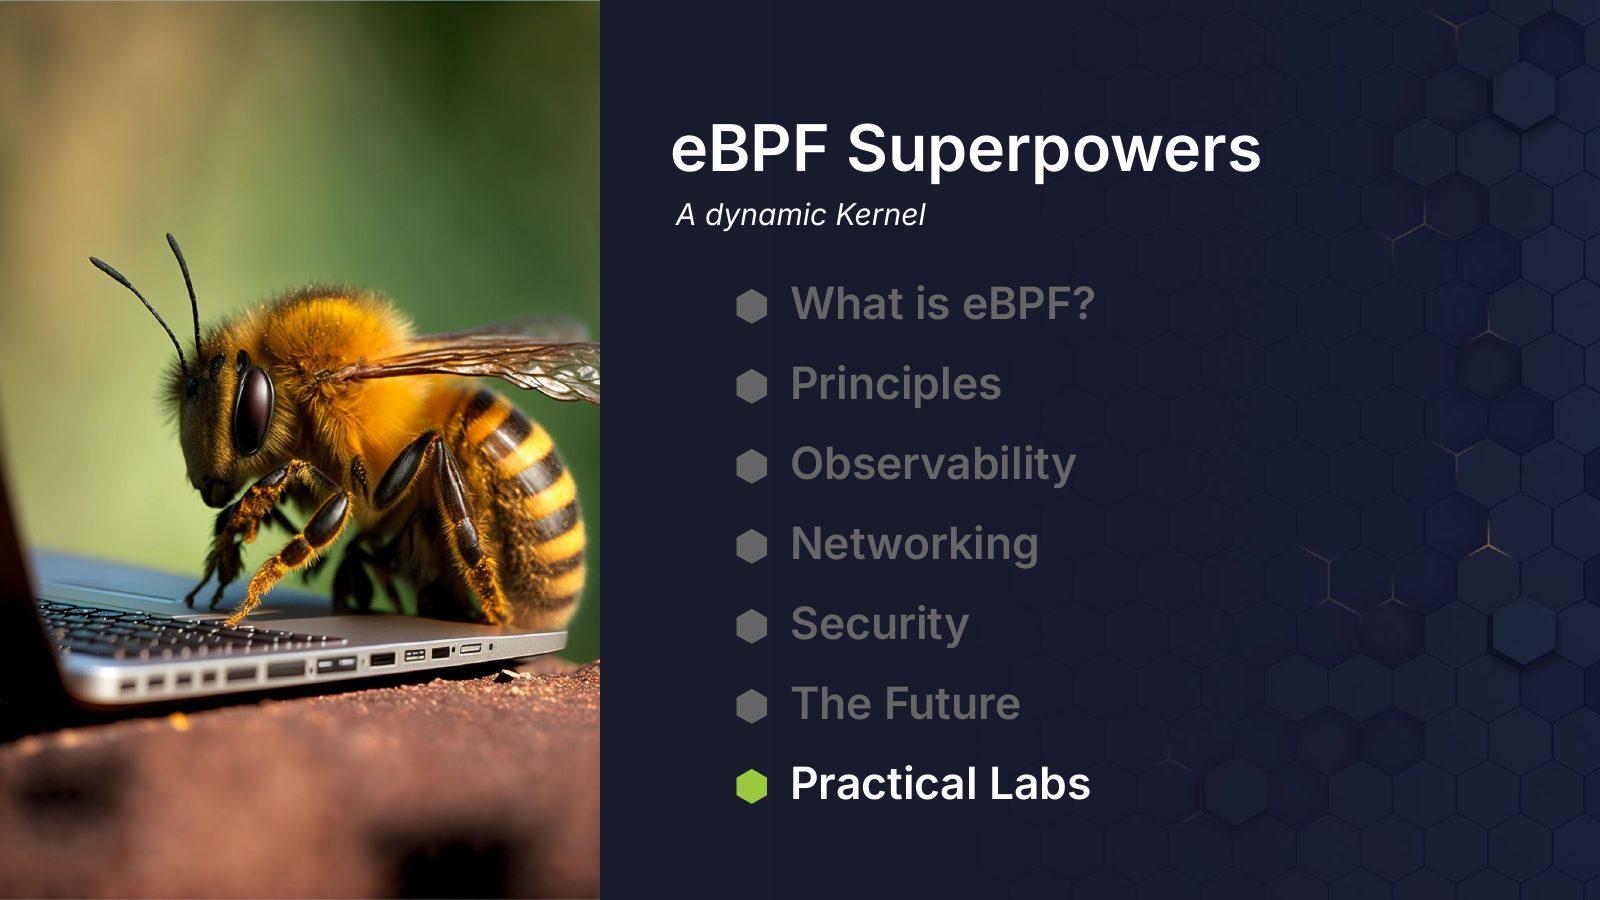 eBPF Superpowers
A dynamic Kernel
What is eBPF?
Principles
Observability
Networking
Security
The Future
Practical Labs